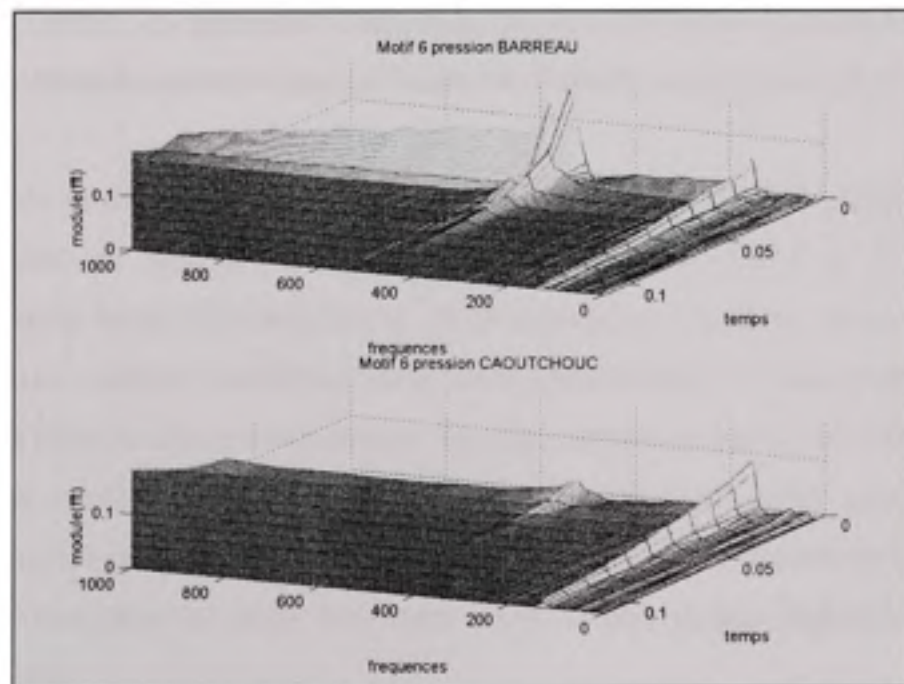 Motif 6 pression BARREAU
module(fft)
0.1
0
1000
800
600
400
200
0
0.1
0.05
0
temps
frequences
Motif 6 pression CAOUTCHOUC
module(fft)
0.1
0
1000
800
600
400
200
0
0.1
0.05
0
temps
frequences